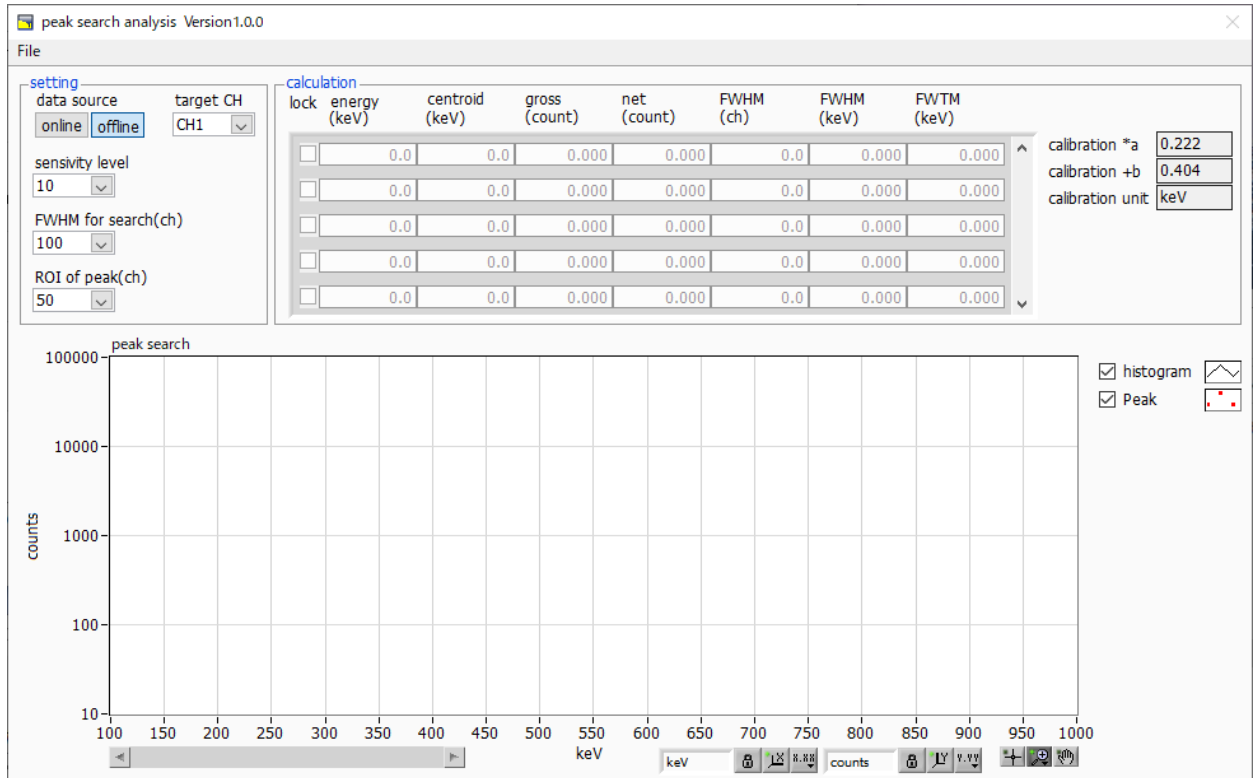 peak search analysis Version1.0.0
File
setting
data source target CH
online offline CH1
sensivity level
10
FWHM for search(ch)
100
ROI of peak(ch)
50
calculation
lock energy (keV) centroid (keV) gross (count) net (count) FWHM (ch) FWHM (keV) FWTM (keV)
0.0 0.0 0.000 0.000 0.0 0.000 0.000
0.0 0.0 0.000 0.000 0.0 0.000 0.000
0.0 0.0 0.000 0.000 0.0 0.000 0.000
0.0 0.0 0.000 0.000 0.0 0.000 0.000
0.0 0.0 0.000 0.000 0.0 0.000 0.000
calibration *a 0.222
calibration +b 0.404
calibration unit keV
peak search
100000
10000
1000
100
10
counts
100 150 200 250 300 350 400 450 500 550 600 650 700 750 800 850 900 950 1000
keV
histogram
Peak
keV X X.XX counts Y Y.YY